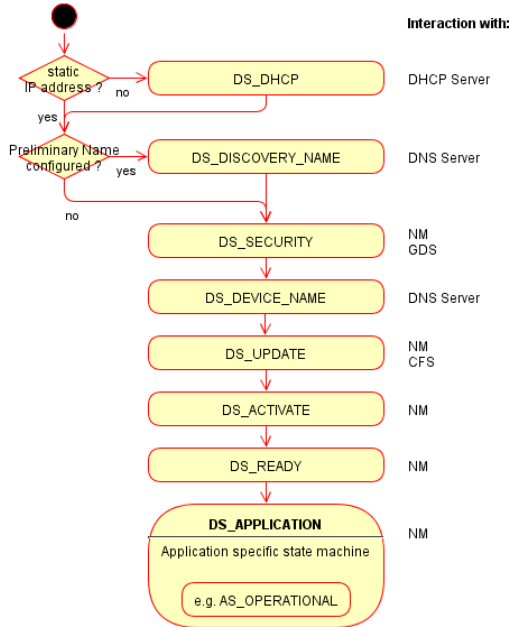 Interaction with:
static
IP address ?
no
DS_DHCP
DHCP Server
yes
Preliminary Name
configured ?
yes
DS_DISCOVERY_NAME
DNS Server
no
DS_SECURITY
NM
GDS
DS_DEVICE_NAME
DNS Server
DS_UPDATE
NM
CFS
DS_ACTIVATE
NM
DS_READY
NM
DS_APPLICATION
NM
Application specific state machine
e.g. AS_OPERATIONAL